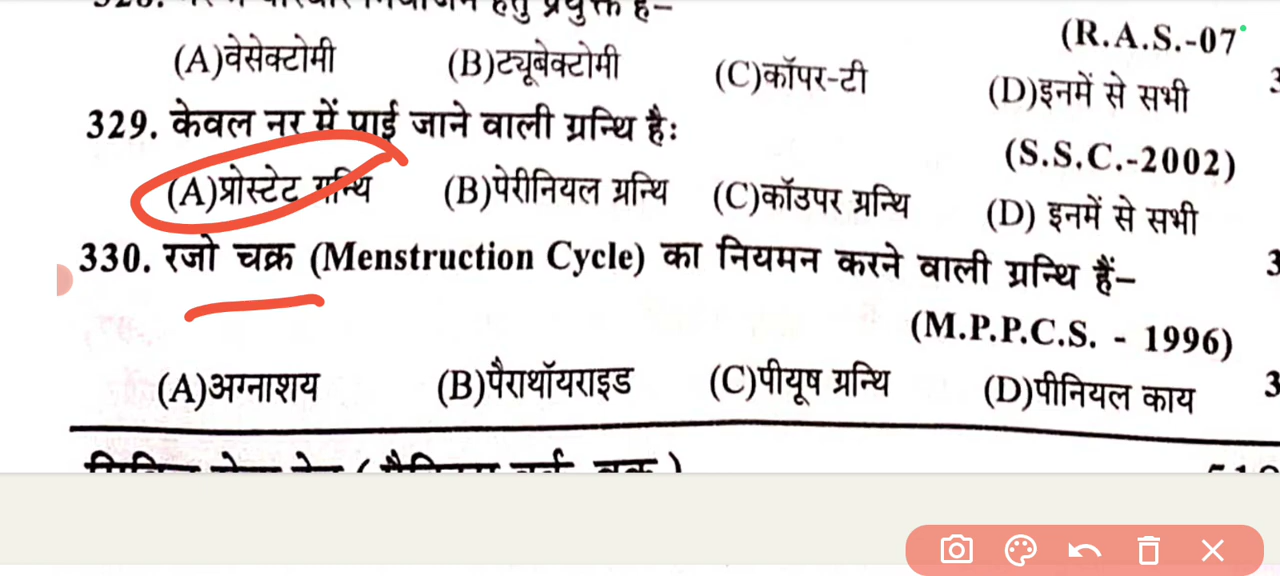 हेतु प्रयुक्त है–
(R.A.S.-07
(A)वेसेक्टोमी (B)ट्यूबेक्टोमी (C)कॉपर-टी (D)इनमें से सभी
329. केवल नर में पाई जाने वाली ग्रन्थि है:
(S.S.C.-2002)
(A)प्रोस्टेट ग्रन्थि (B)पेरीनियल ग्रन्थि (C)कॉउपर ग्रन्थि (D) इनमें से सभी
330. रजो चक्र (Menstruction Cycle) का नियमन करने वाली ग्रन्थि हैं–
(M.P.P.C.S. - 1996)
(A)अग्नाशय (B)पैराथॉयराइड (C)पीयूष ग्रन्थि (D)पीनियल काय